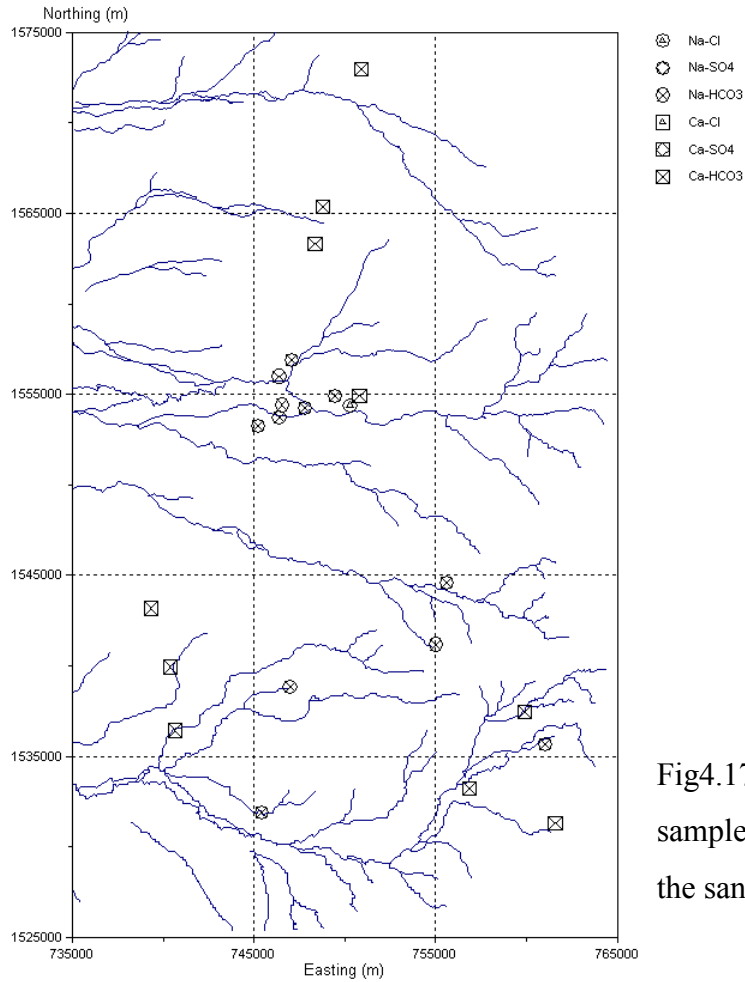 Northing (m)
1575000
1565000
1555000
1545000
1535000
1525000
735000
745000
755000
765000
Easting (m)
Na-Cl
Na-SO4
Na-HCO3
Ca-Cl
Ca-SO4
Ca-HCO3
Fig4.17
sample
the san